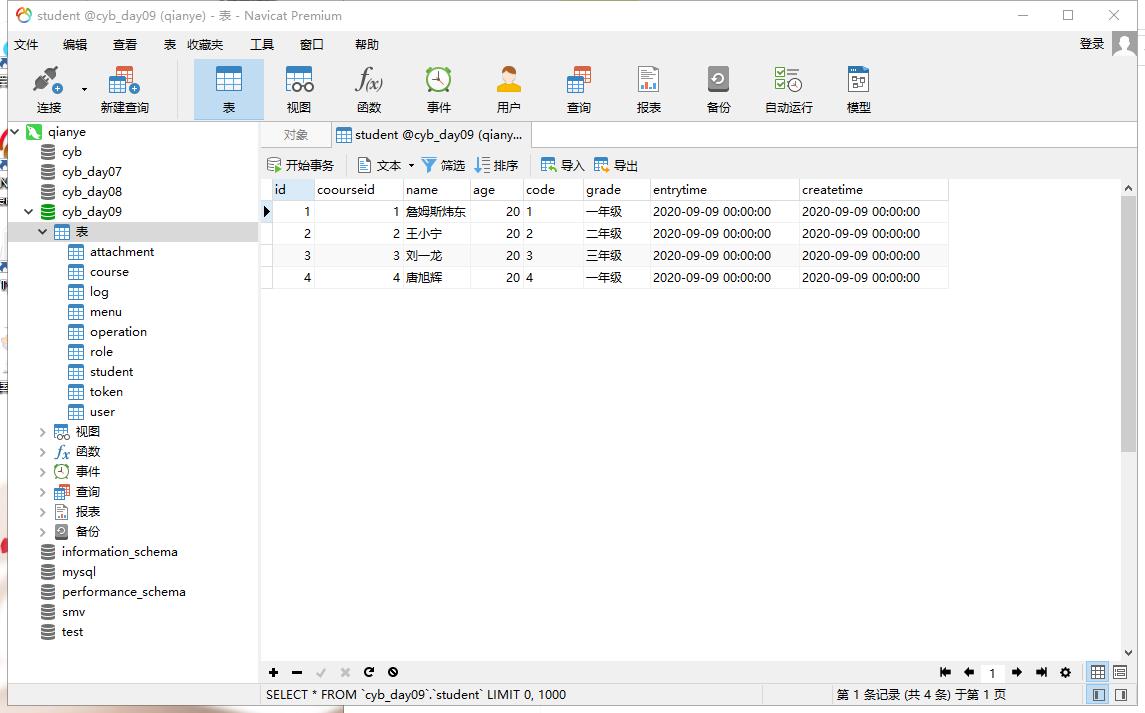 student @cyb_day09 (qianye) - 表 - Navicat Premium
文件 编辑 查看 表 收藏夹 工具 窗口 帮助 登录
连接 新建查询 表 视图 函数 事件 用户 查询 报表 备份 自动运行 模型
qianye
cyb
cyb_day07
cyb_day08
cyb_day09
表
attachment
course
log
menu
operation
role
student
token
user
视图
函数
事件
查询
报表
备份
information_schema
mysql
performance_schema
smv
test
对象 student @cyb_day09 (qiany...
开始事务 文本 筛选 排序 导入 导出
id coourseid name age code grade entrytime createtime
1 1 詹姆斯炜东 20 1 一年级 2020-09-09 00:00:00 2020-09-09 00:00:00
2 2 王小宁 20 2 二年级 2020-09-09 00:00:00 2020-09-09 00:00:00
3 3 刘一龙 20 3 三年级 2020-09-09 00:00:00 2020-09-09 00:00:00
4 4 唐旭辉 20 4 一年级 2020-09-09 00:00:00 2020-09-09 00:00:00
1
SELECT * FROM `cyb_day09`.`student` LIMIT 0, 1000 第 1 条记录 (共 4 条) 于第 1 页